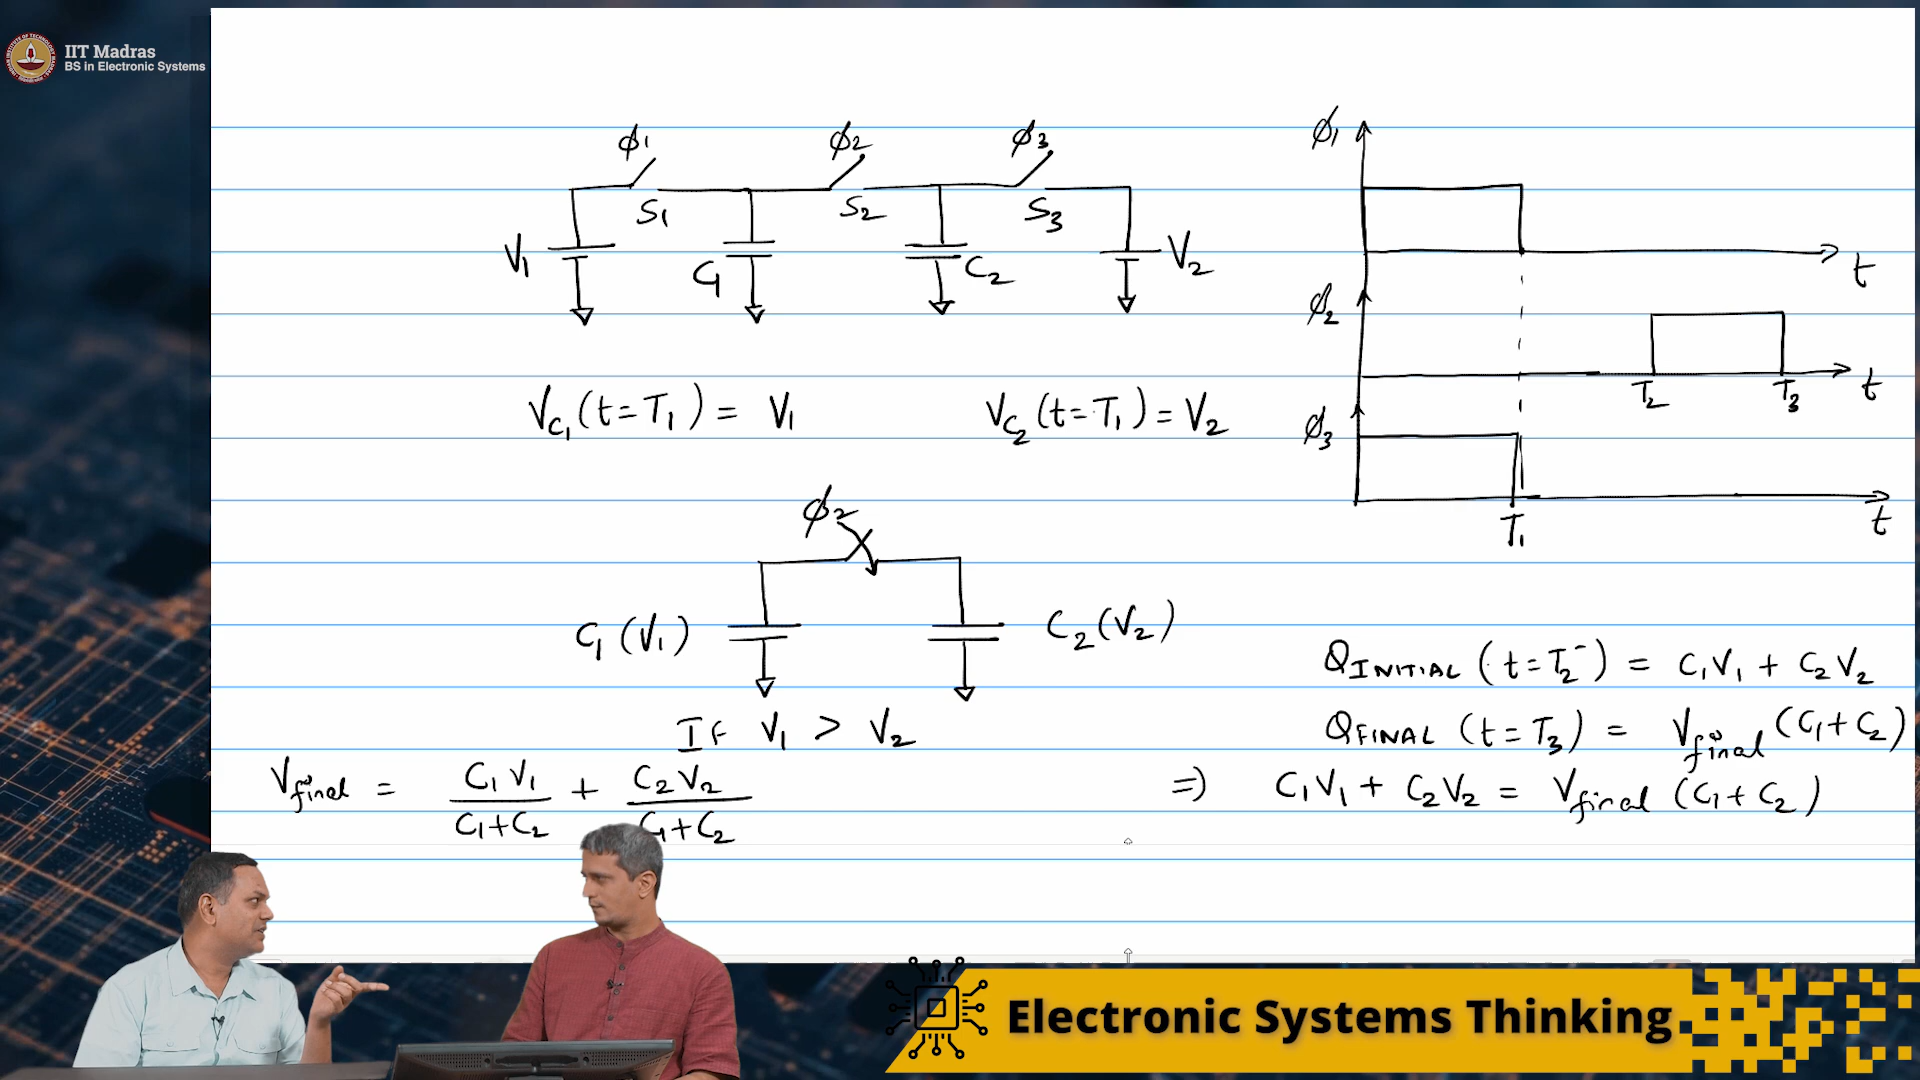 IIT Madras
BS in Electronic Systems
ϕ1 ϕ2 ϕ3
S1 S2 S3
V1 C1 C2 V2
ϕ1
t
ϕ2
T2 T3 t
ϕ3
T1 t
VC1 (t=T1) = V1
VC2 (t=T1) = V2
ϕ2
C1 (V1) C2 (V2)
IF V1 > V2
QINITIAL (t=T2⁻) = C1V1 + C2V2
QFINAL (t=T3) = Vfinal (C1+C2)
=) C1V1 + C2V2 = Vfinal (C1+C2)
Vfinal = C1V1/C1+C2 + C2V2/C1+C2
Electronic Systems Thinking